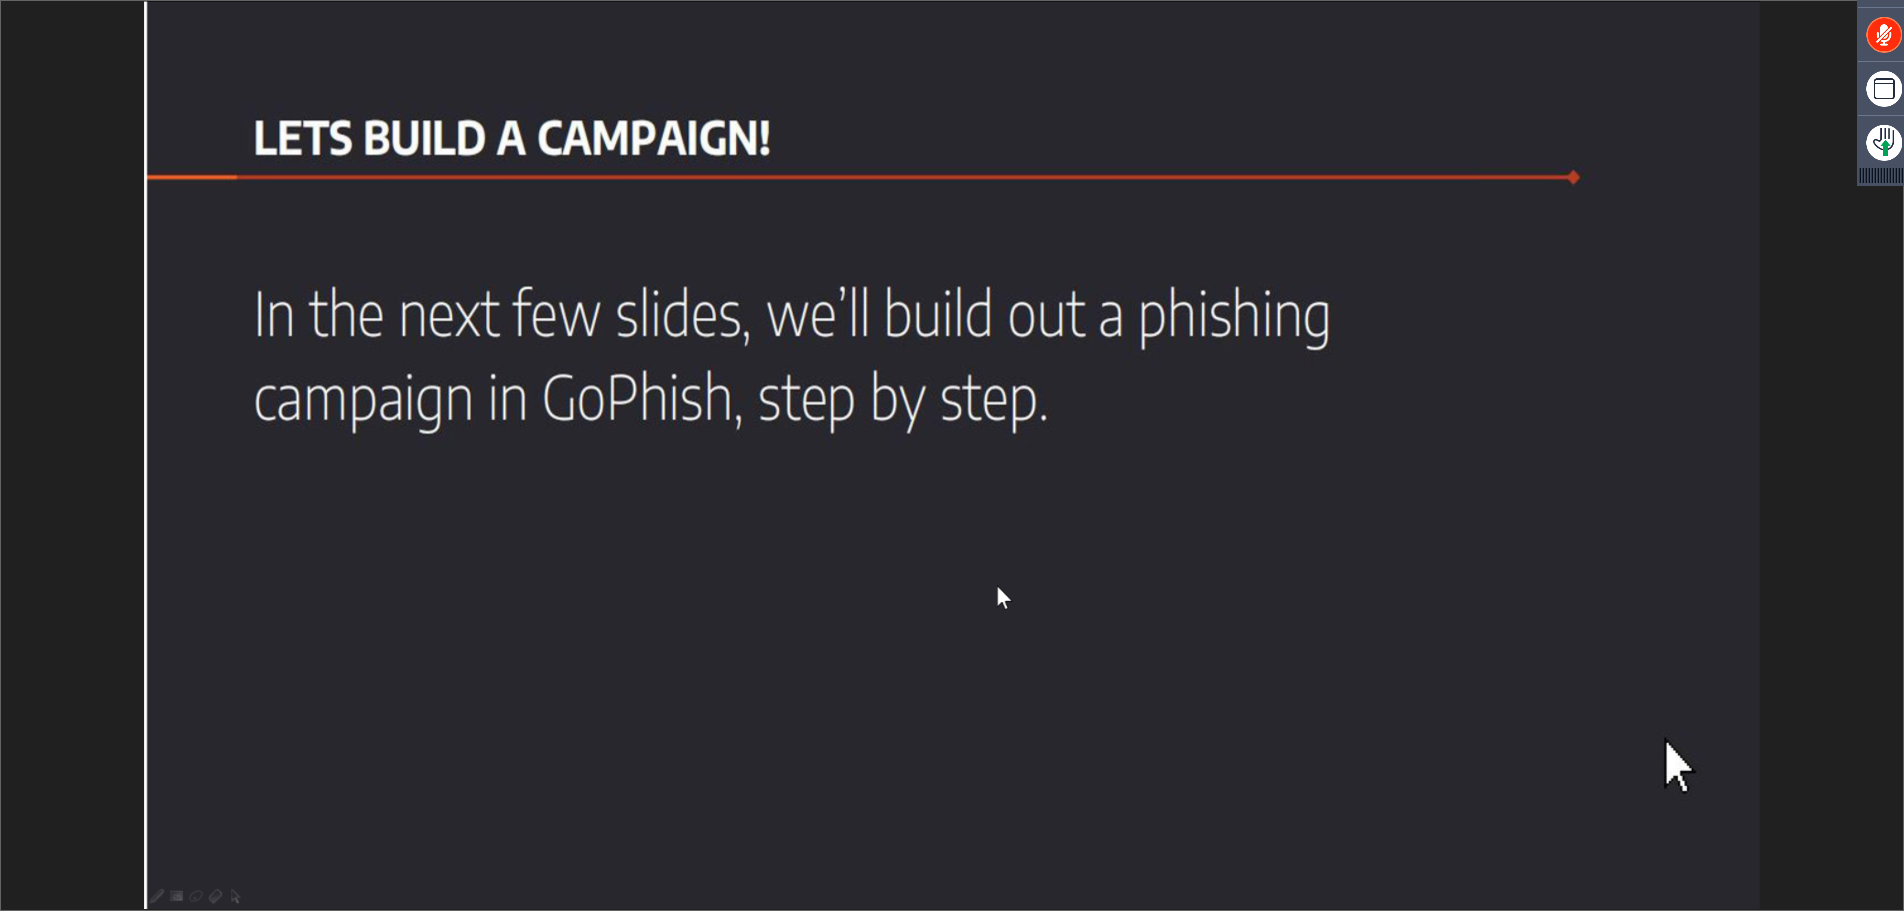 LETS BUILD A CAMPAIGN!
In the next few slides, we’ll build out a phishing
campaign in GoPhish, step by step.